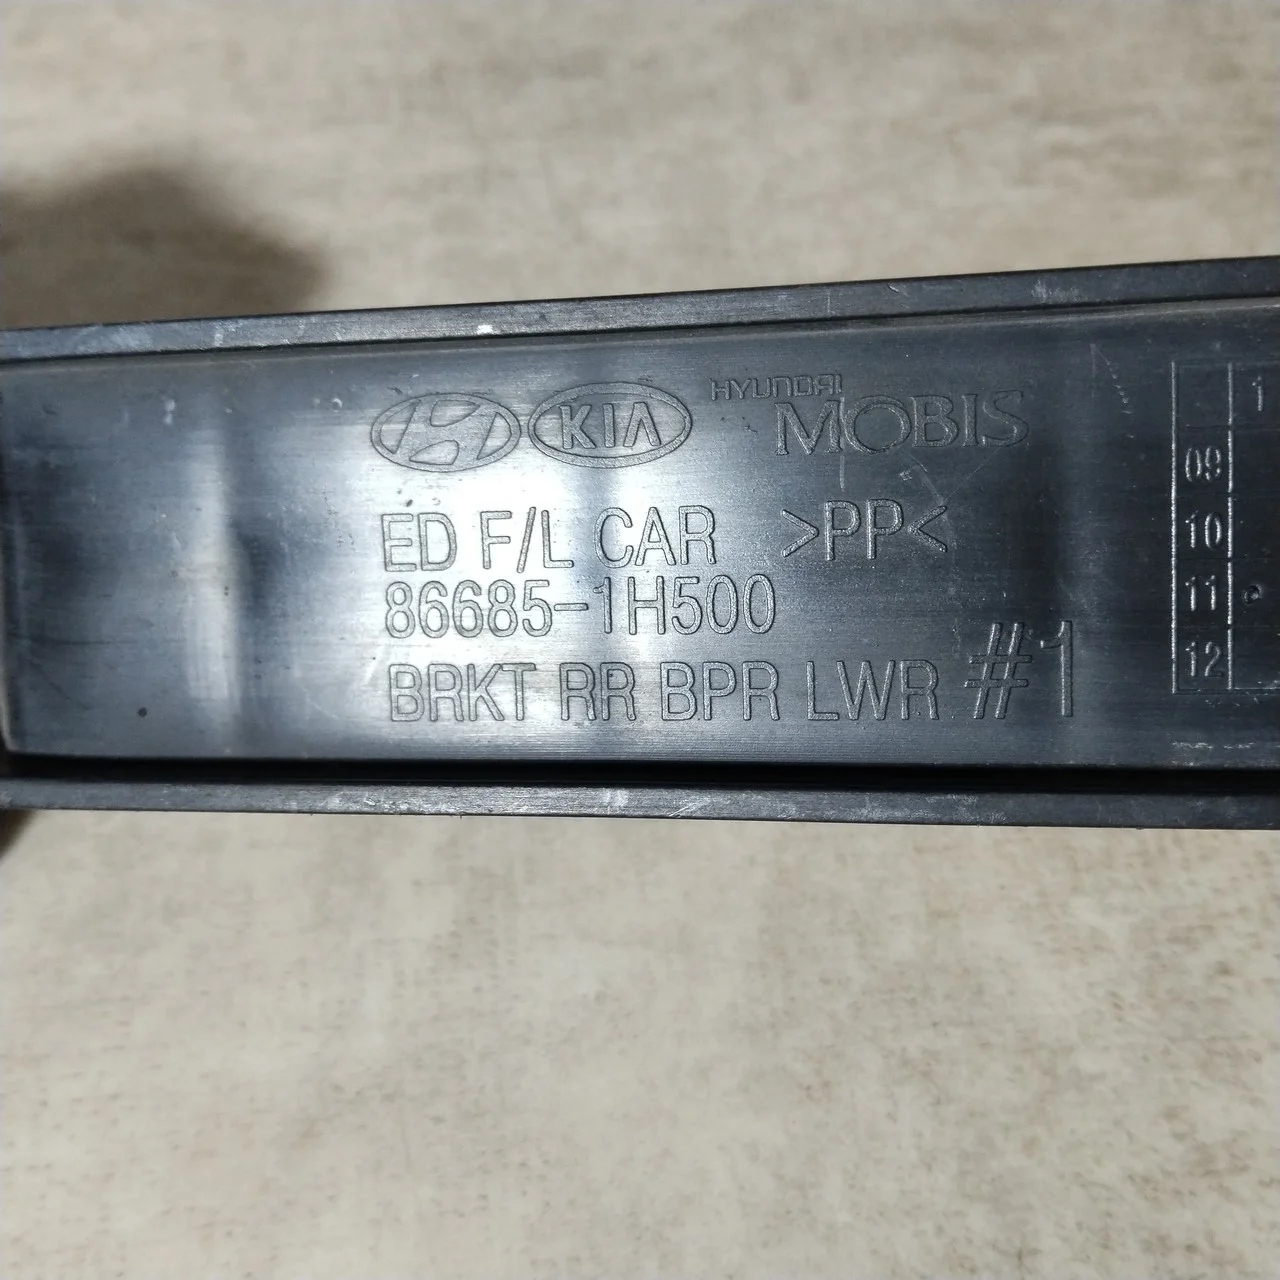 KIA HYUNDAI MOBIS
ED F/L CAR >PP<
86685-1H500
BRKT RR BPR LWR #1
1
09
10
11
12